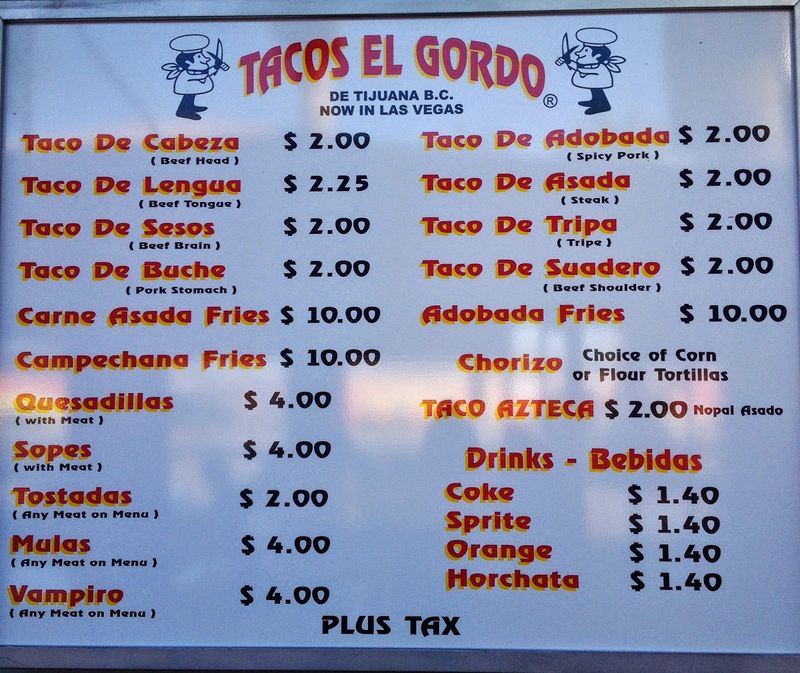 TACOS EL GORDO ®
DE TIJUANA B.C.
NOW IN LAS VEGAS
Taco De Cabeza $ 2.00
( Beef Head )
Taco De Lengua $ 2.25
( Beef Tongue )
Taco De Sesos $ 2.00
( Beef Brain )
Taco De Buche $ 2.00
( Pork Stomach )
Carne Asada Fries $ 10.00
Campechana Fries $ 10.00
Quesadillas $ 4.00
( with Meat )
Sopes $ 4.00
( with Meat )
Tostadas $ 2.00
( Any Meat on Menu )
Mulas $ 4.00
( Any Meat on Menu )
Vampiro $ 4.00
( Any Meat on Menu )
Taco De Adobada $ 2.00
( Spicy Pork )
Taco De Asada $ 2.00
( Steak )
Taco De Tripa $ 2.00
( Tripe )
Taco De Suadero $ 2.00
( Beef Shoulder )
Adobada Fries $ 10.00
Chorizo Choice of Corn
or Flour Tortillas
TACO AZTECA $ 2.00 Nopal Asado
Drinks - Bebidas
Coke $ 1.40
Sprite $ 1.40
Orange $ 1.40
Horchata $ 1.40
PLUS TAX